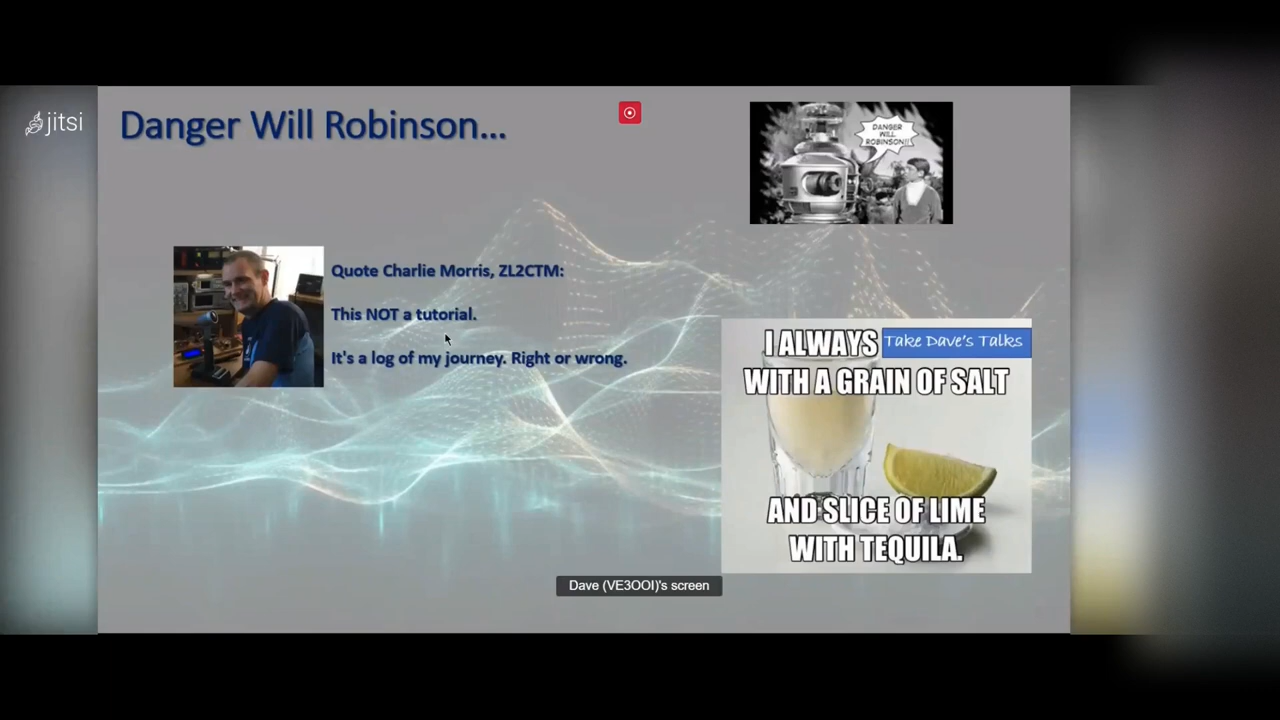 jitsi
Danger Will Robinson...
DANGER
WILL
ROBINSON!!
Quote Charlie Morris, ZL2CTM:
This NOT a tutorial.
It's a log of my journey. Right or wrong.
I ALWAYS Take Dave's Talks
WITH A GRAIN OF SALT
AND SLICE OF LIME
WITH TEQUILA.
Dave (VE3OOI)'s screen